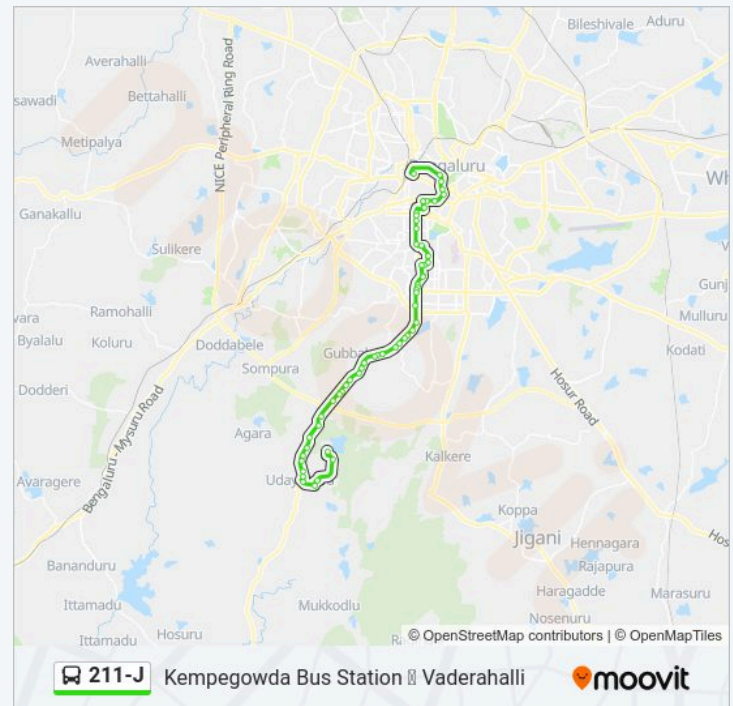 Bileshivale
Aduru
Averahalli
Bettahalli
sawadi
NICE Peripheral Ring Road
Metipalya
galuru
Wh
Ganakallu
Sulikere
Gunj
vara
Ramohalli
Mulluru
Byalalu
Koluru
Doddabele
Gubba
Kodati
Sompura
Dodderi
Bengaluru - Mysuru Road
Hosur Road
Agara
Kalkere
Avaragere
Uday
Koppa
Hos
Jigani
Hennagara
Bananduru
Rajapura
Haragadde
Marasuru
Ittamadu
Mukkodlu
Nosenuru
Ittamadu
Hosuru
Ra
© OpenStreetMap contributors | © OpenMapTiles
211-J Kempegowda Bus Station Vaderahalli moovit